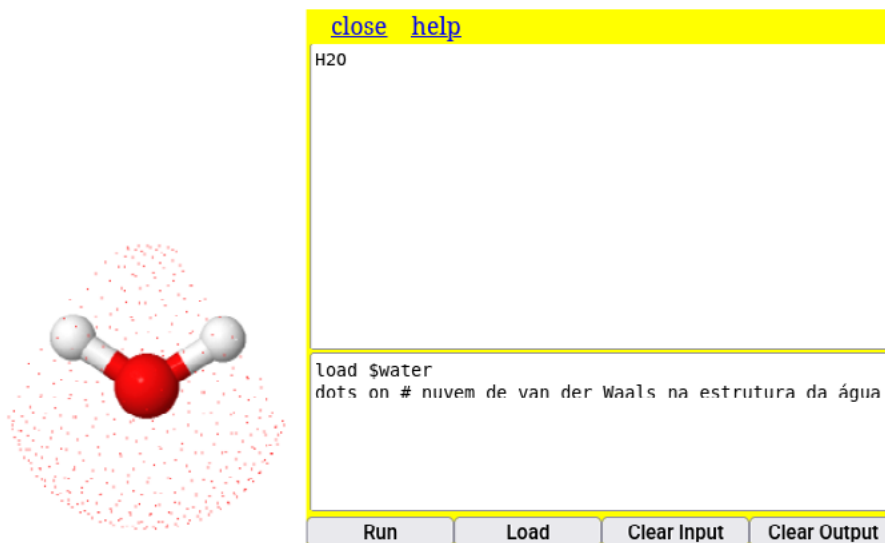 close help
H2O
load $water
dots on # nuvem de van der Waals na estrutura da água
Run Load Clear Input Clear Output